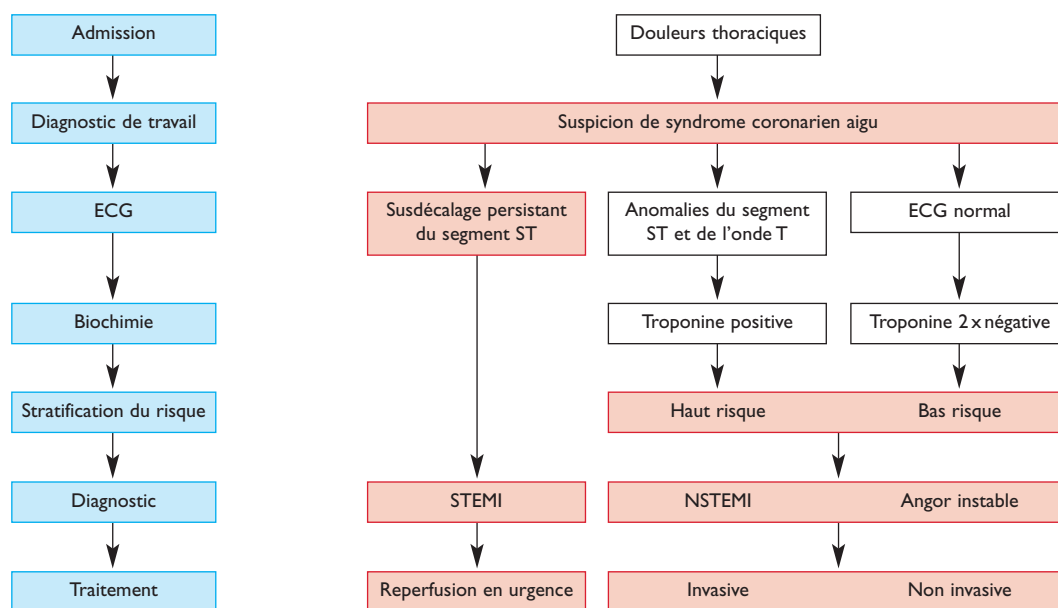 Admission
Douleurs thoraciques
Diagnostic de travail
Suspicion de syndrome coronarien aigu
ECG
Susdécalage persistant
du segment ST
Anomalies du segment
ST et de l'onde T
ECG normal
Biochimie
Troponine positive
Troponine 2 x négative
Stratification du risque
Haut risque
Bas risque
Diagnostic
STEMI
NSTEMI
Angor instable
Traitement
Reperfusion en urgence
Invasive
Non invasive